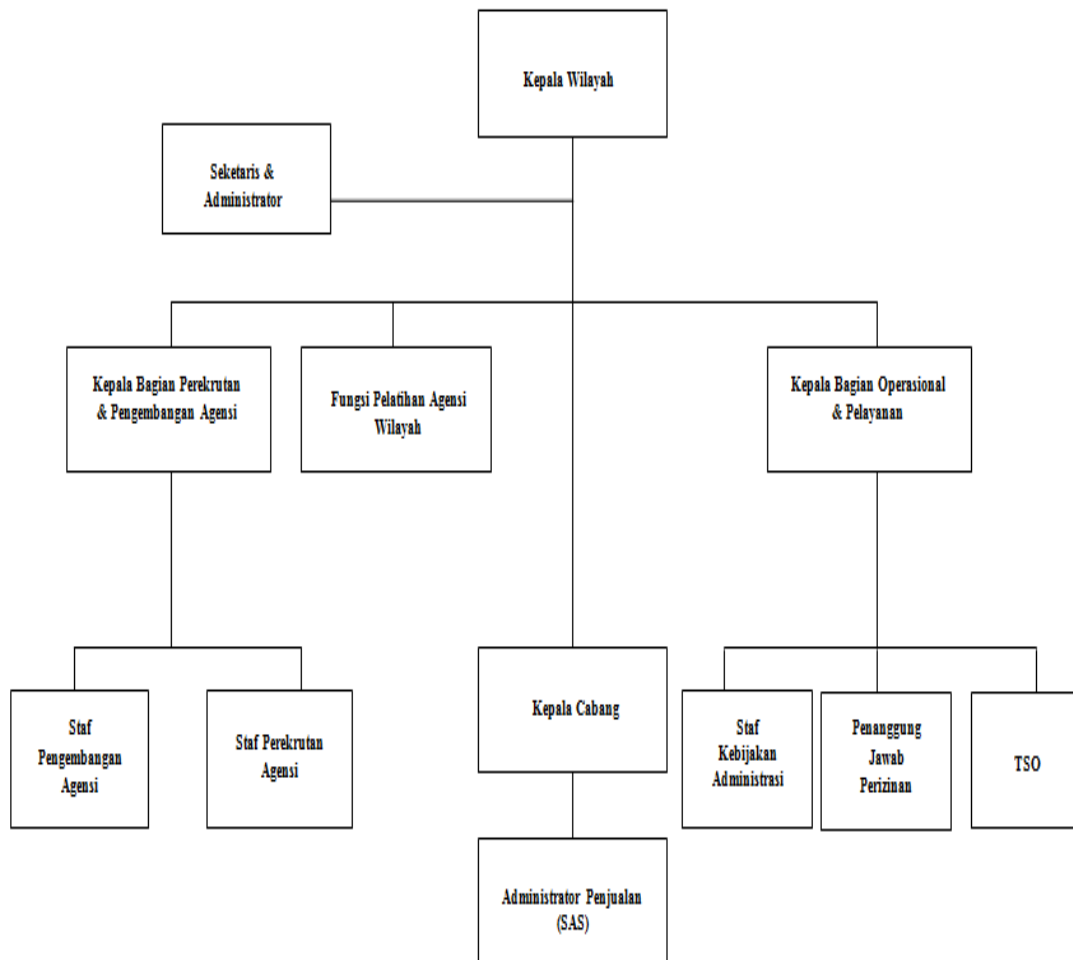 Kepala Wilayah
Seketaris &
Administrator
Kepala Bagian Perekrutan
& Pengembangan Agensi
Fungsi Pelatihan Agensi
Wilayah
Kepala Bagian Operasional
& Pelayanan
Staf
Pengembangan
Agensi
Staf Perekrutan
Agensi
Kepala Cabang
Staf
Kebijakan
Administrasi
Penanggung
Jawab
Perizinan
TSO
Administrator Penjualan
(SAS)